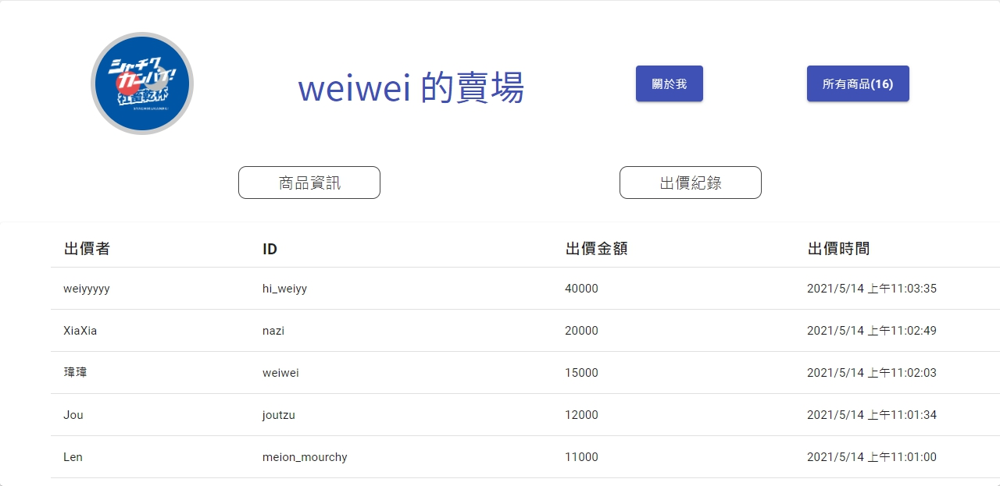 シャチク
カンパイ!
社畜乾杯
weiwei 的賣場
關於我
所有商品(16)
商品資訊
出價紀錄
出價者 ID 出價金額 出價時間
weiyyyyy hi_weiyy 40000 2021/5/14 上午11:03:35
XiaXia nazi 20000 2021/5/14 上午11:02:49
瑋瑋 weiwei 15000 2021/5/14 上午11:02:03
Jou joutzu 12000 2021/5/14 上午11:01:34
Len meion_mourchy 11000 2021/5/14 上午11:01:00